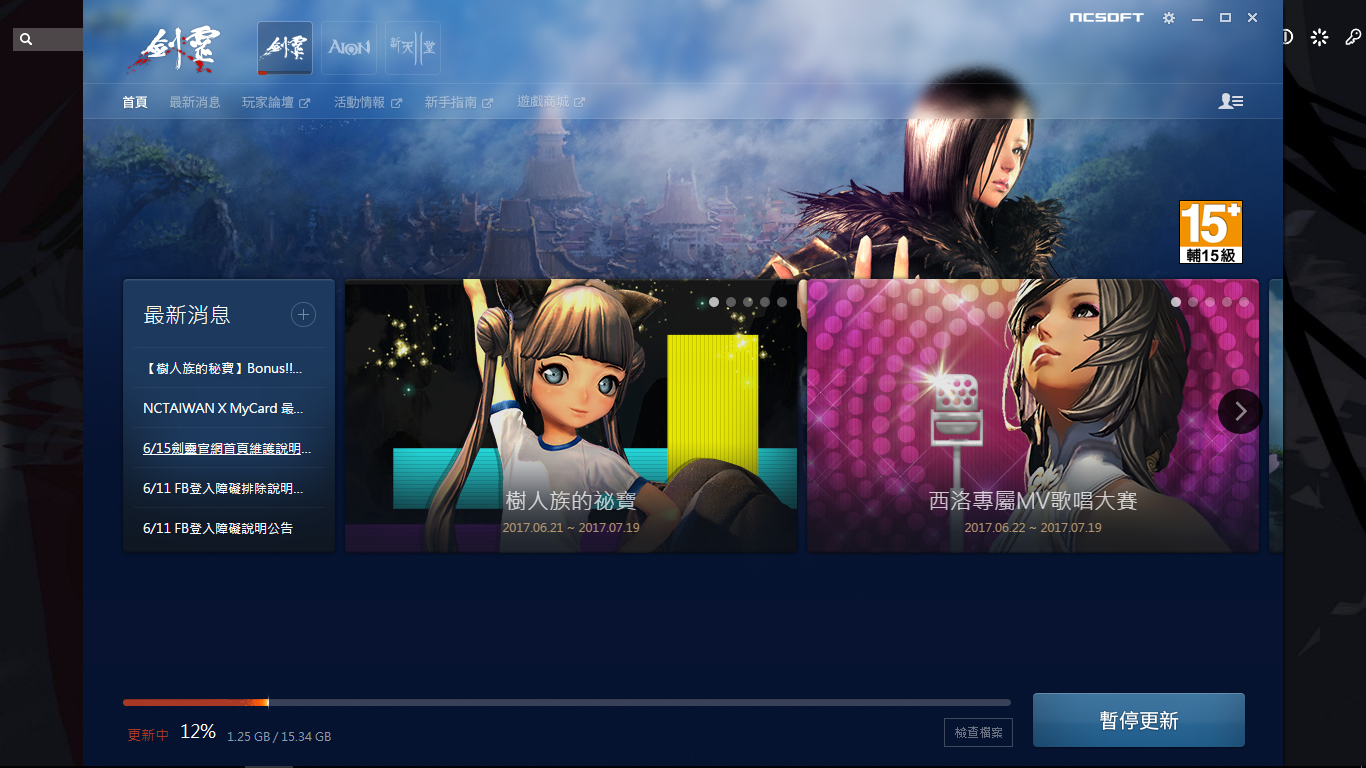 NCSOFT
劍靈
劍靈
AION
新天堂
首頁
最新消息
玩家論壇
活動情報
新手指南
遊戲商城
15+
輔15級
最新消息
【樹人族的秘寶】Bonus!!...
NCTAIWAN X MyCard 最...
6/15劍靈官網首頁維護說明...
6/11 FB登入障礙排除說明...
6/11 FB登入障礙說明公告
樹人族的祕寶
2017.06.21 ~ 2017.07.19
西洛專屬MV歌唱大賽
2017.06.22 ~ 2017.07.19
更新中 12% 1.25 GB / 15.34 GB
檢查檔案
暫停更新